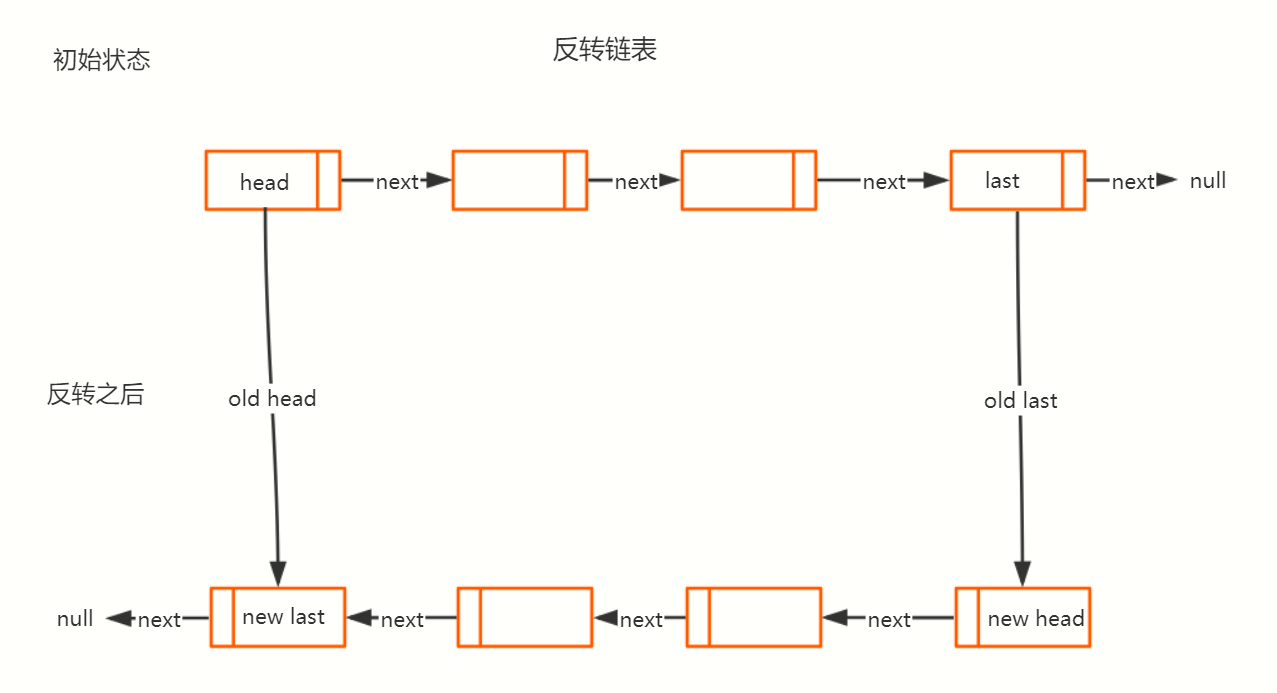 初始状态
反转链表
head
next
next
next
last
next
null
反转之后
old head
old last
null
next
new last
next
next
next
new head